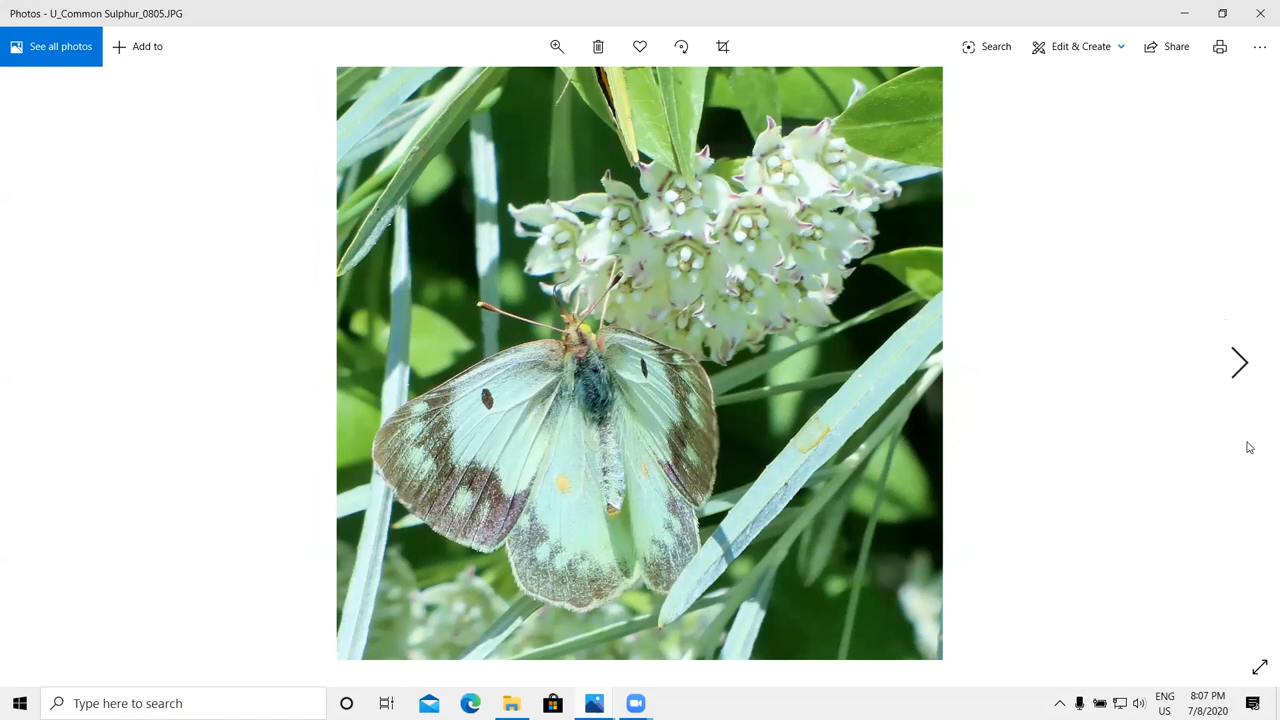 Photos - U_Common Sulphur_0805.JPG
See all photos
Add to
Search
Edit & Create
Share
Type here to search
ENG
US
8:07 PM
7/8/2020